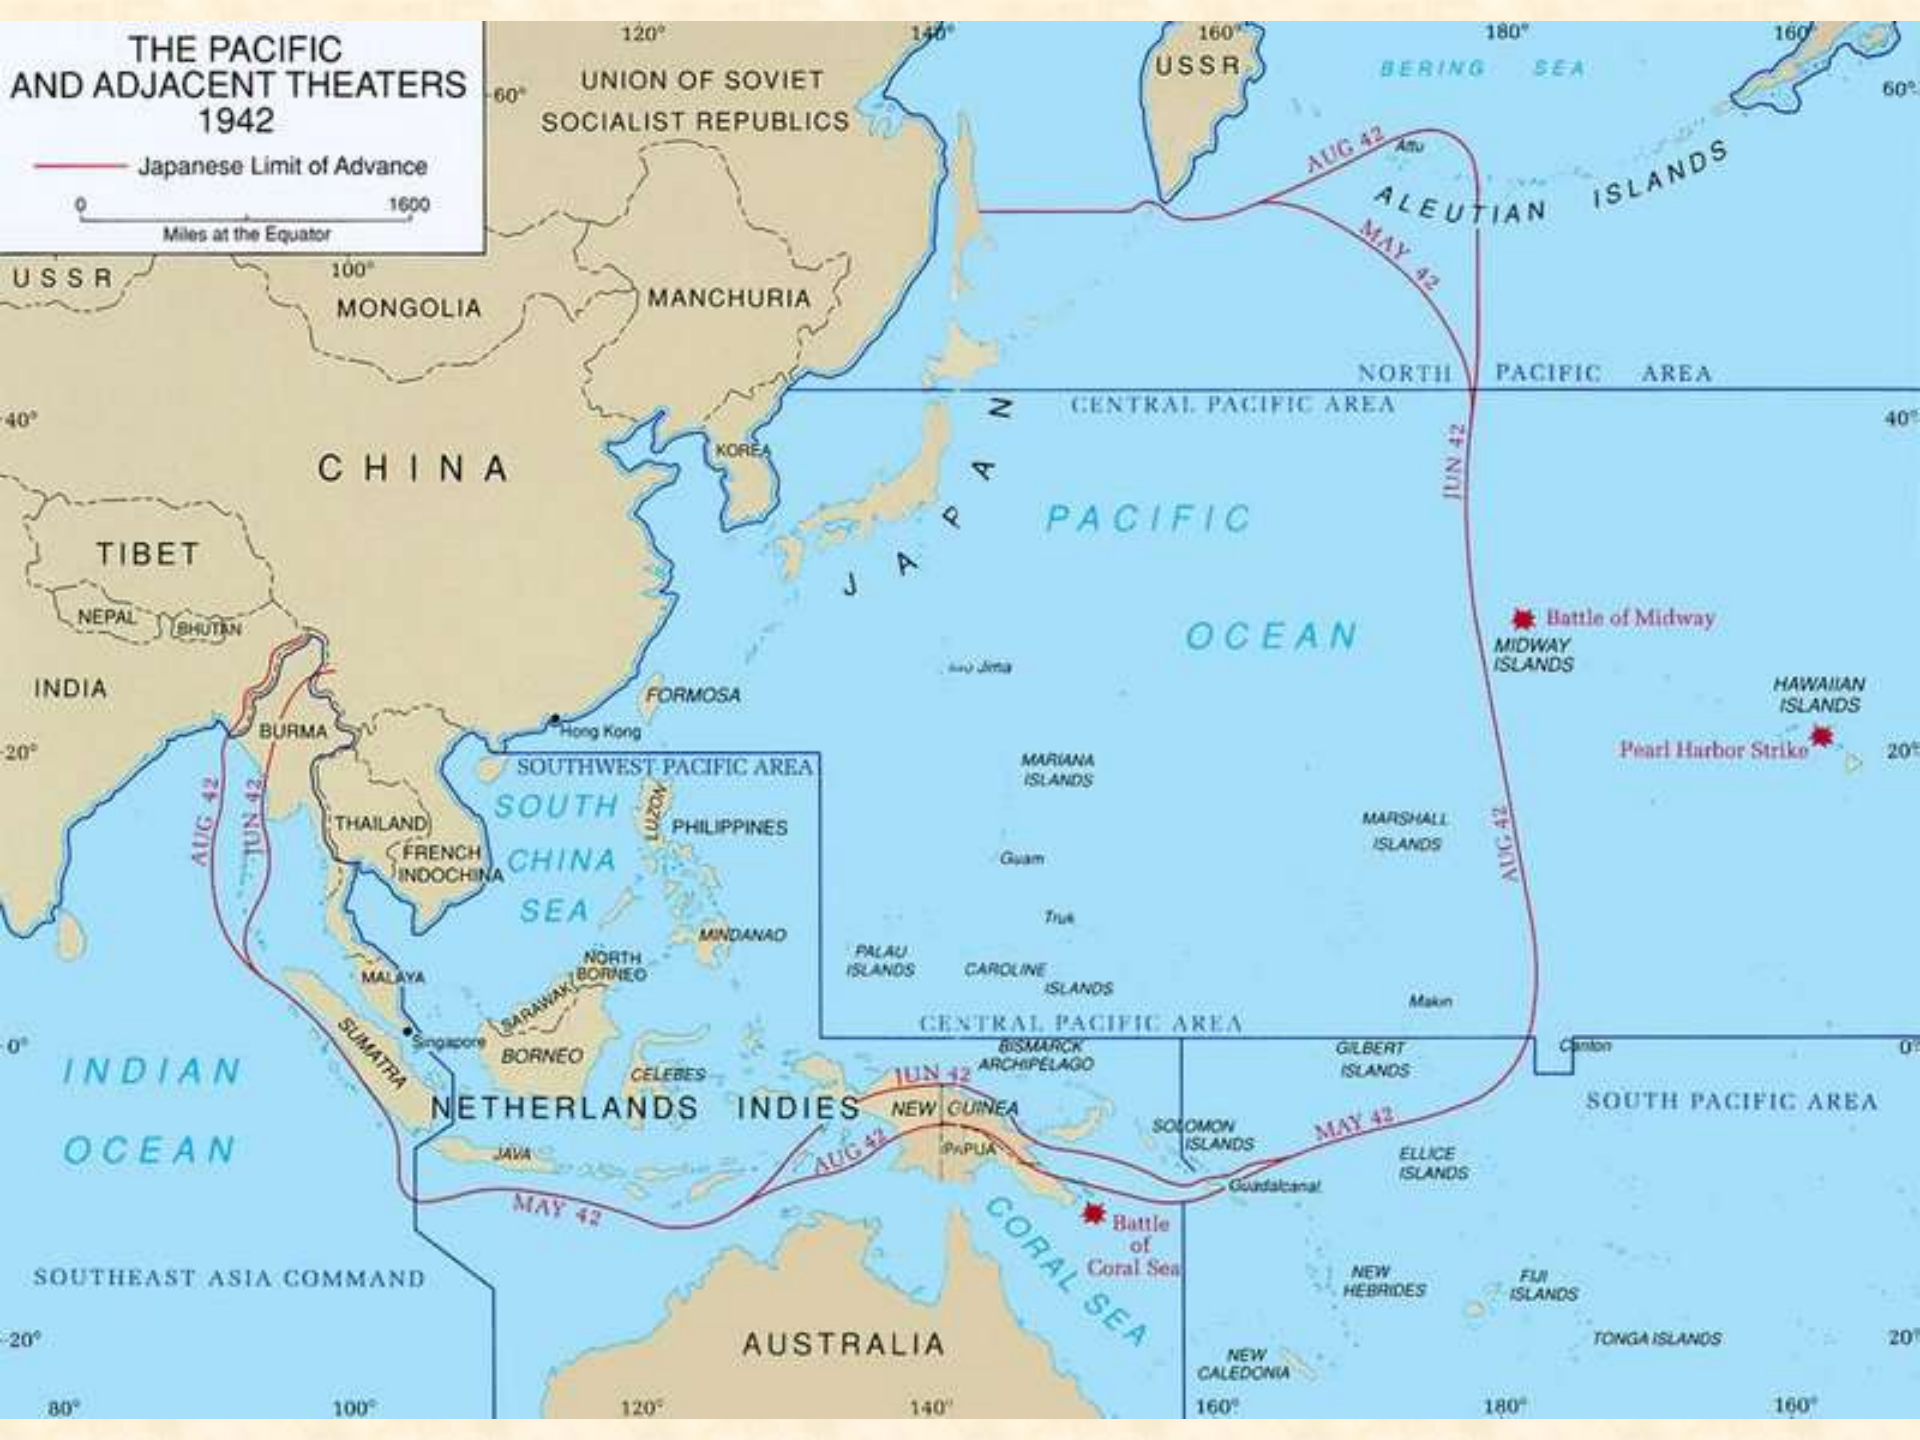 THE PACIFIC
AND ADJACENT THEATERS
1942
Japanese Limit of Advance
0 1600
Miles at the Equator
120°
140°
160°
180°
160°
60°
60°
UNION OF SOVIET
SOCIALIST REPUBLICS
USSR
BERING SEA
AUG 42
Attu
ALEUTIAN ISLANDS
MAY 42
USSR
100°
MONGOLIA
MANCHURIA
NORTH PACIFIC AREA
CENTRAL PACIFIC AREA
40°
40°
CHINA
KOREA
JAPAN
JUN 42
PACIFIC
OCEAN
TIBET
NEPAL
BHUTAN
INDIA
BURMA
Battle of Midway
MIDWAY
ISLANDS
HAWAIIAN
ISLANDS
Pearl Harbor Strike
Jima
FORMOSA
Hong Kong
20°
20°
SOUTHWEST PACIFIC AREA
SOUTH
CHINA
SEA
LUZON
PHILIPPINES
MARIANA
ISLANDS
MARSHALL
ISLANDS
AUG 42
AUG 42
JUN 42
THAILAND
FRENCH
INDOCHINA
Guam
Truk
MINDANAO
PALAU
ISLANDS
CAROLINE
ISLANDS
NORTH
BORNEO
SARAWAK
MALAYA
Makin
CENTRAL PACIFIC AREA
0°
0°
Singapore
SUMATRA
BORNEO
CELEBES
BISMARCK
ARCHIPELAGO
GILBERT
ISLANDS
Canton
INDIAN
OCEAN
NETHERLANDS INDIES
JUN 42
NEW GUINEA
PAPUA
SOUTH PACIFIC AREA
SOLOMON
ISLANDS
MAY 42
JAVA
AUG 42
ELLICE
ISLANDS
Guadalcanal
MAY 42
CORAL SEA
Battle
of
Coral Sea
SOUTHEAST ASIA COMMAND
NEW
HEBRIDES
FIJI
ISLANDS
AUSTRALIA
TONGA ISLANDS
NEW
CALEDONIA
20°
20°
80°
100°
120°
140°
160°
180°
160°